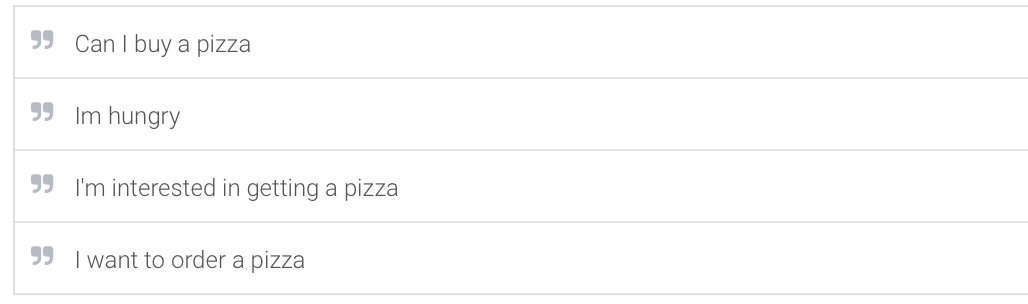 Can I buy a pizza
Im hungry
I'm interested in getting a pizza
I want to order a pizza